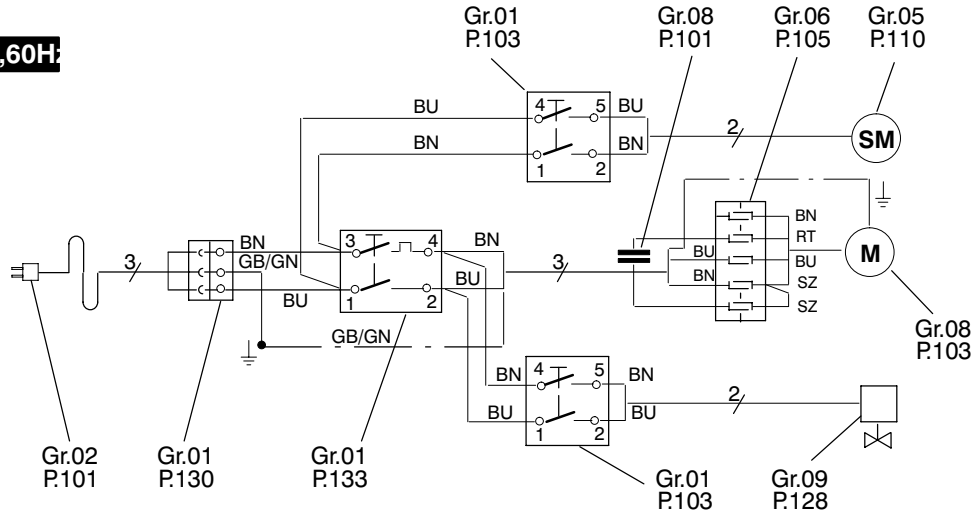 Gr.01
P.103
Gr.08
P.101
Gr.06
P.105
Gr.05
P.110
,60Hz
BU
4
5
BU
2
SM
BN
BN
1
2
BN
BN
3
4
BN
RT
GB/GN
BU
3
BU
3
BU
M
BN
SZ
BU
1
2
SZ
GB/GN
Gr.08
P.103
BN
4
5
BN
2
BU
BU
1
2
Gr.02
P.101
Gr.01
P.130
Gr.01
P.133
Gr.01
P.103
Gr.09
P.128